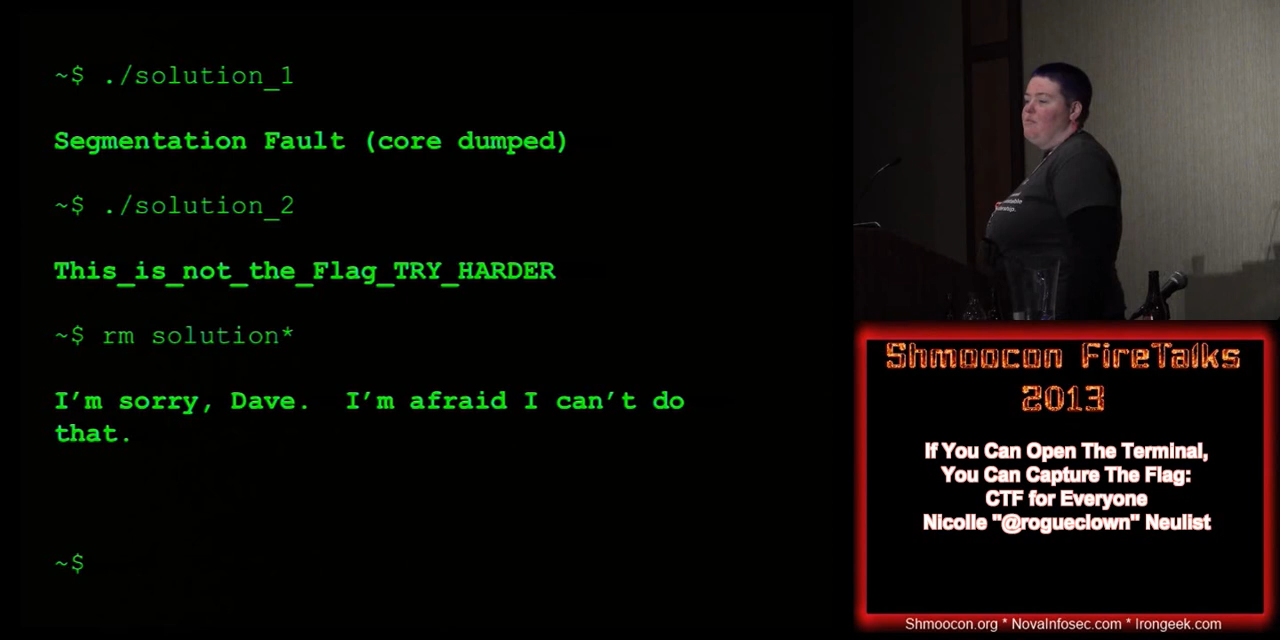 ~$ ./solution_1
Segmentation Fault (core dumped)
~$ ./solution_2
This_is_not_the_Flag_TRY_HARDER
~$ rm solution*
I’m sorry, Dave.  I’m afraid I can’t do
that.
~$
Shmoocon FireTalks
2013
If You Can Open The Terminal,
You Can Capture The Flag:
CTF for Everyone
Nicolle "@rogueclown" Neulist
Shmoocon.org * NovaInfosec.com * Irongeek.com